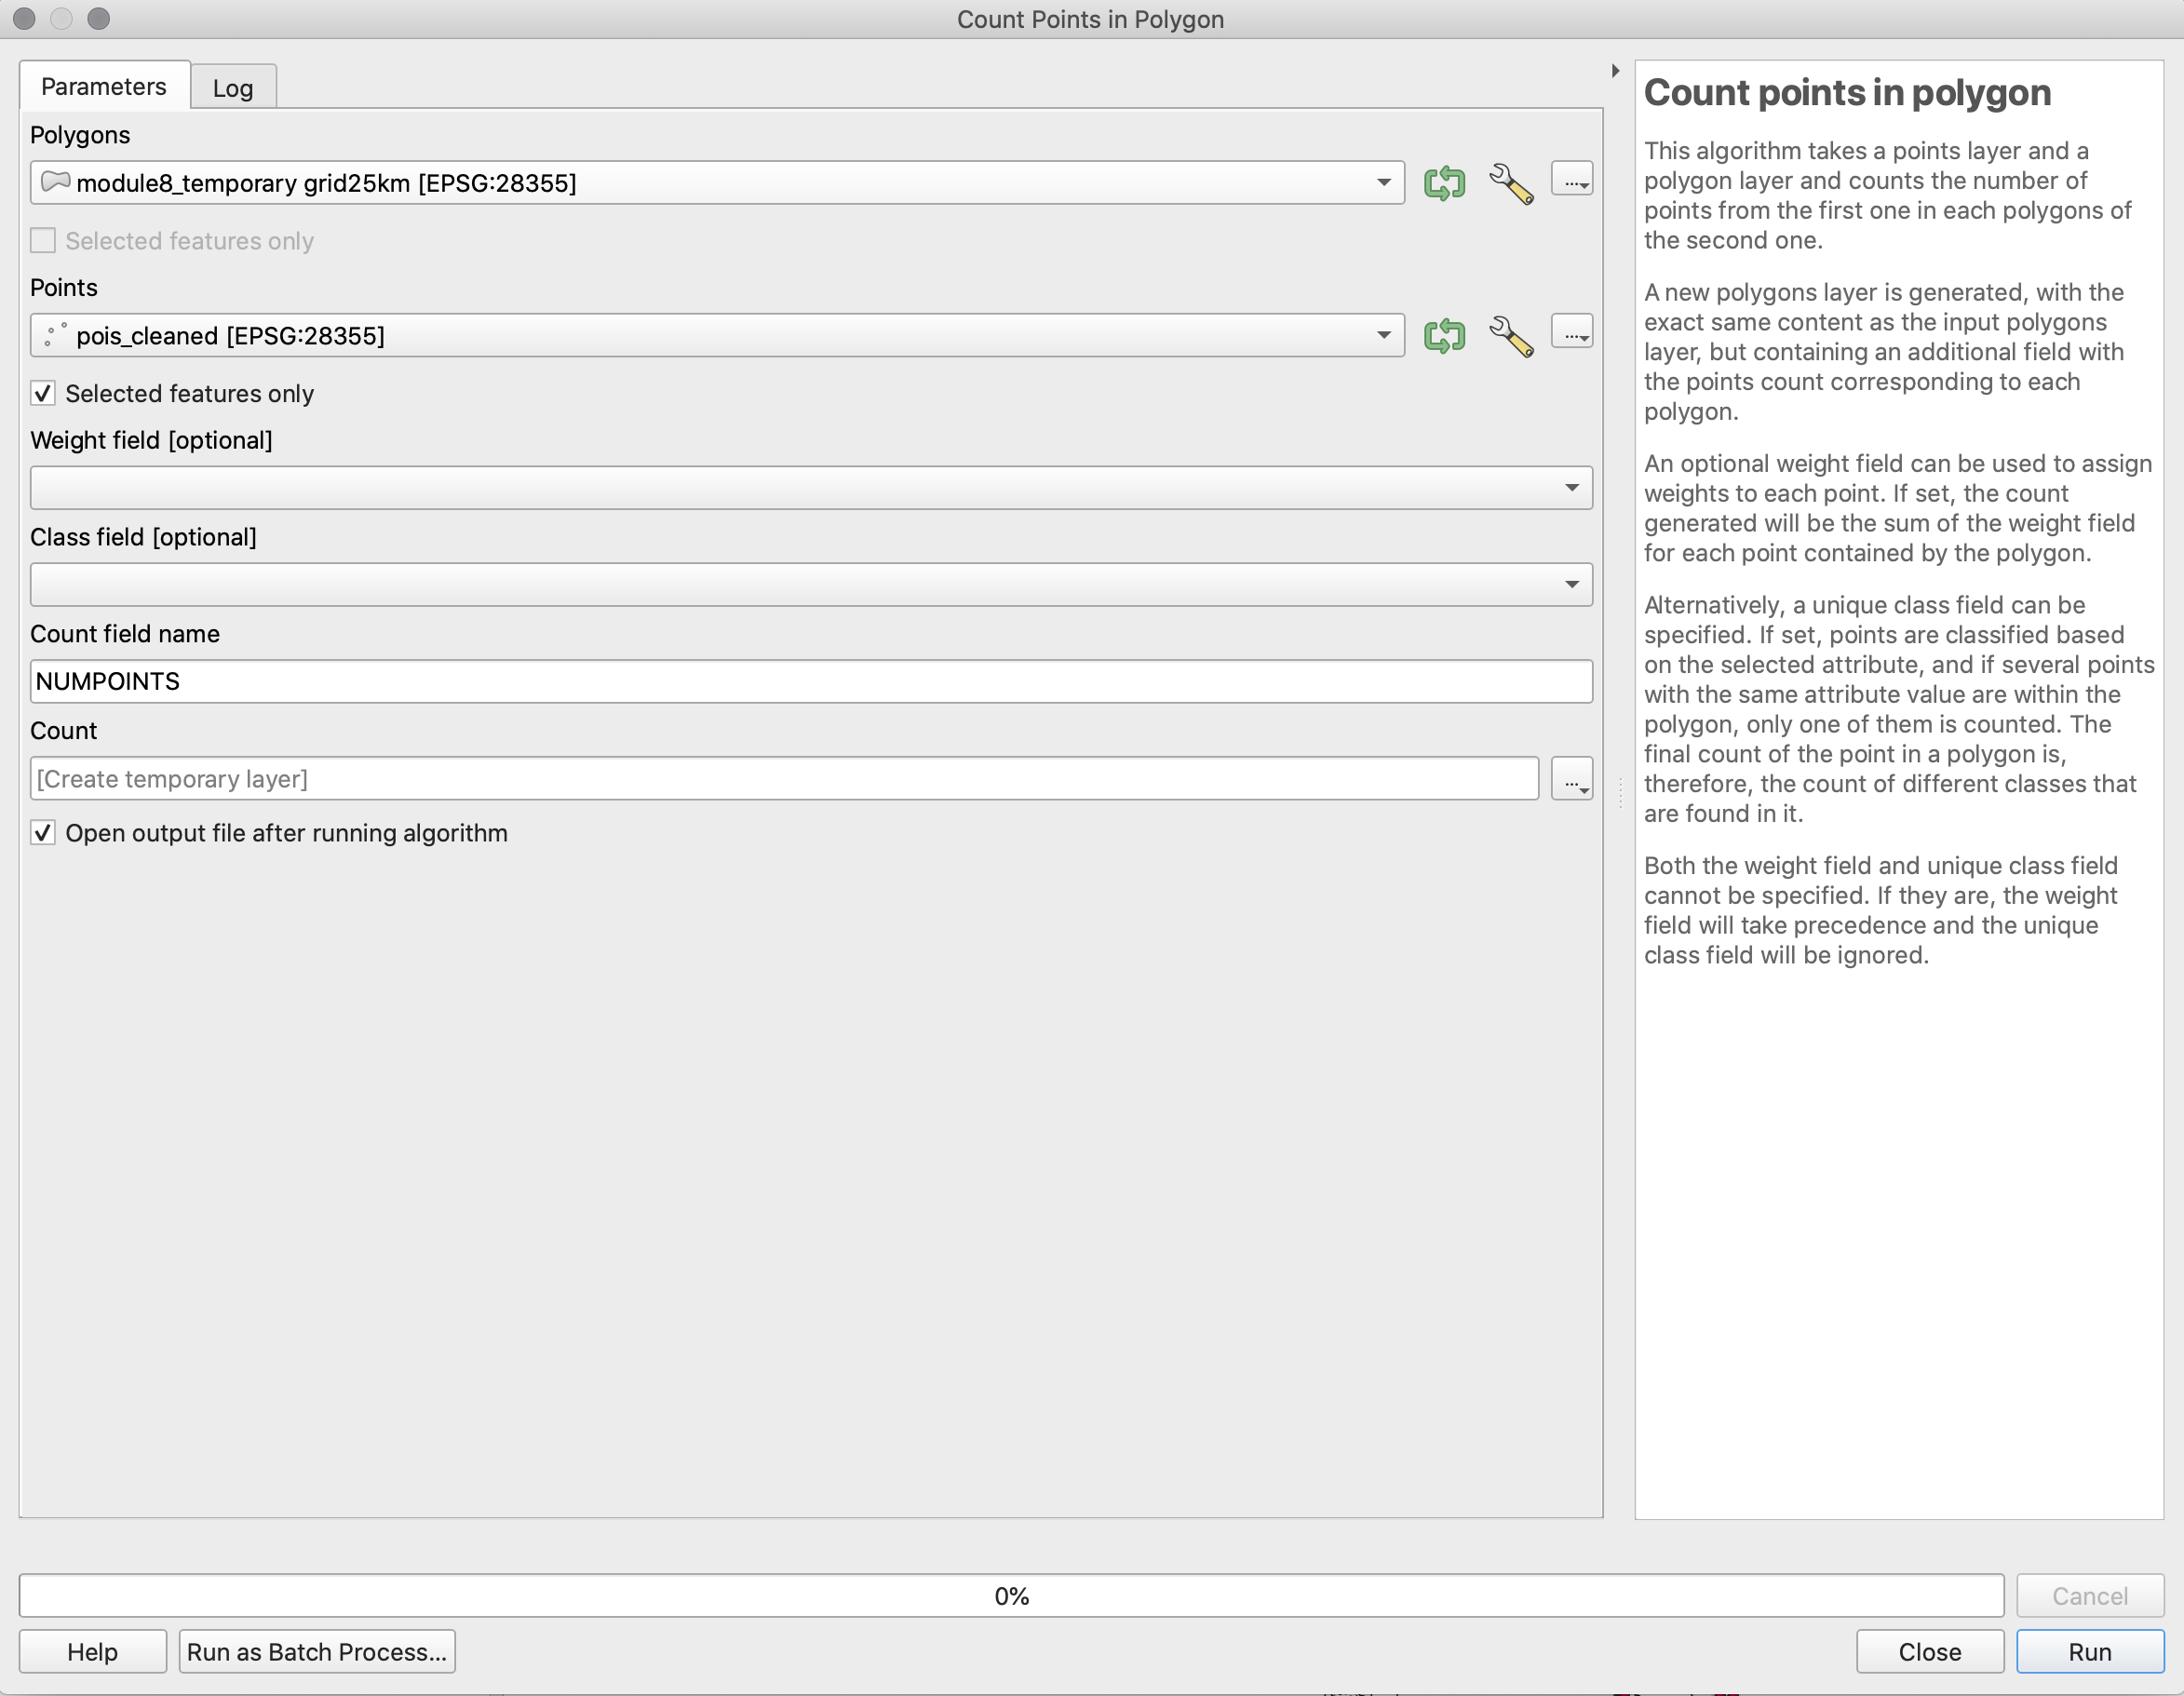 Count Points in Polygon
Parameters
Log
Polygons
module8_temporary grid25km [EPSG:28355]
...
Selected features only
Points
pois_cleaned [EPSG:28355]
...
Selected features only
Weight field [optional]
Class field [optional]
Count field name
NUMPOINTS
Count
[Create temporary layer]
...
Open output file after running algorithm
Count points in polygon
This algorithm takes a points layer and a
polygon layer and counts the number of
points from the first one in each polygons of
the second one.
A new polygons layer is generated, with the
exact same content as the input polygons
layer, but containing an additional field with
the points count corresponding to each
polygon.
An optional weight field can be used to assign
weights to each point. If set, the count
generated will be the sum of the weight field
for each point contained by the polygon.
Alternatively, a unique class field can be
specified. If set, points are classified based
on the selected attribute, and if several points
with the same attribute value are within the
polygon, only one of them is counted. The
final count of the point in a polygon is,
therefore, the count of different classes that
are found in it.
Both the weight field and unique class field
cannot be specified. If they are, the weight
field will take precedence and the unique
class field will be ignored.
0%
Cancel
Help
Run as Batch Process...
Close
Run